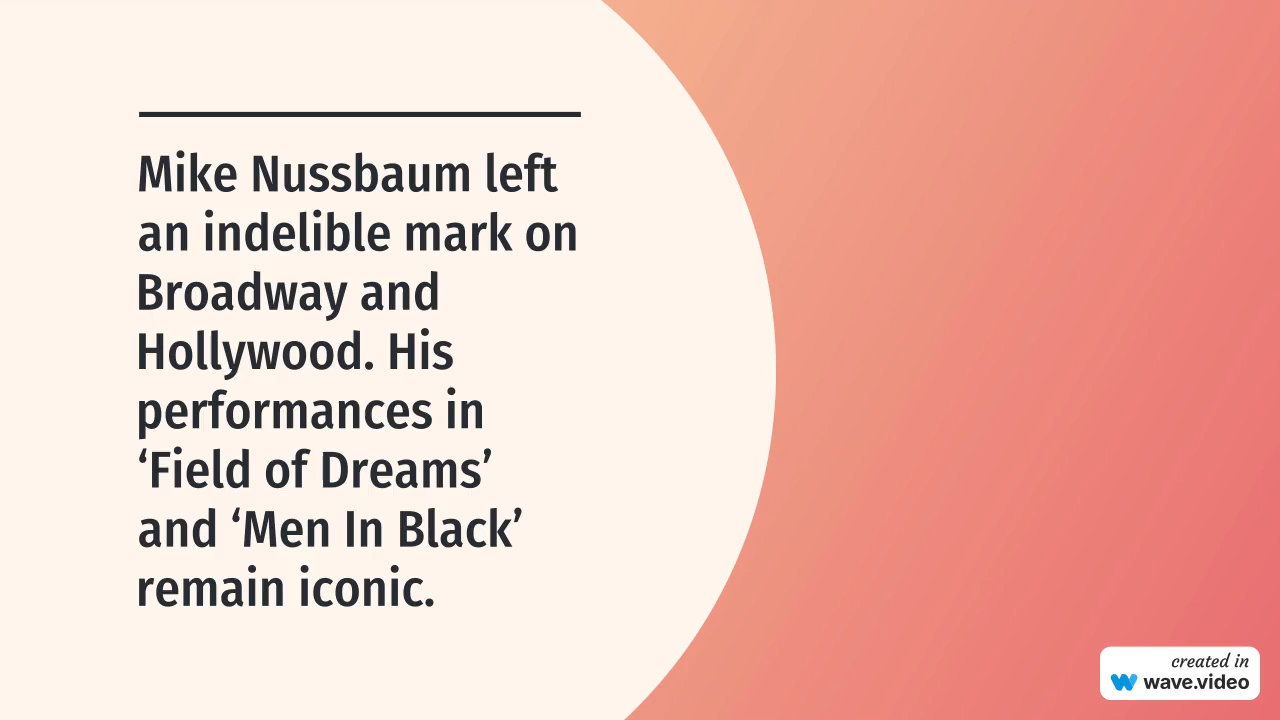 Mike Nussbaum left
an indelible mark on
Broadway and
Hollywood. His
performances in
‘Field of Dreams’
and ‘Men In Black’
remain iconic.
created in
wave.video